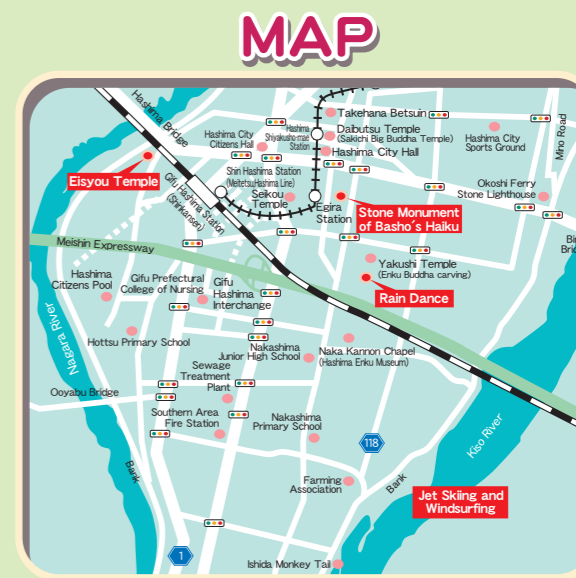 MAP
Hashima Bridge
Takehana Betsuin
Hashima
Shiyakusho-mae
Station
Daibutsu Temple
(Sakichi Big Buddha Temple)
Hashima City
Citizens Hall
Hashima City
Sports Ground
Mino Road
Hashima City Hall
Eisyou Temple
Shin Hashima Station
(Meitetsu Hashima Line)
Gifu Hashima Station
(Shinkansen)
Seikou
Temple
Egira
Station
Okoshi Ferry
Stone Lighthouse
Stone Monument
of Basho's Haiku
Meishin Expressway
Yakushi Temple
(Enku Buddha carving)
Rain Dance
Hashima
Citizens Pool
Gifu Prefectural
College of Nursing
Gifu
Hashima
Interchange
Nagara River
Hottsu Primary School
Nakashima
Junior High School
Naka Kannon Chapel
(Hashima Enku Museum)
Sewage
Treatment
Plant
Ooyabu Bridge
Southern Area
Fire Station
Nakashima
Primary School
Kiso River
118
Bank
Farming
Association
Bank
Jet Skiing and
Windsurfing
1
Ishida Monkey Tail